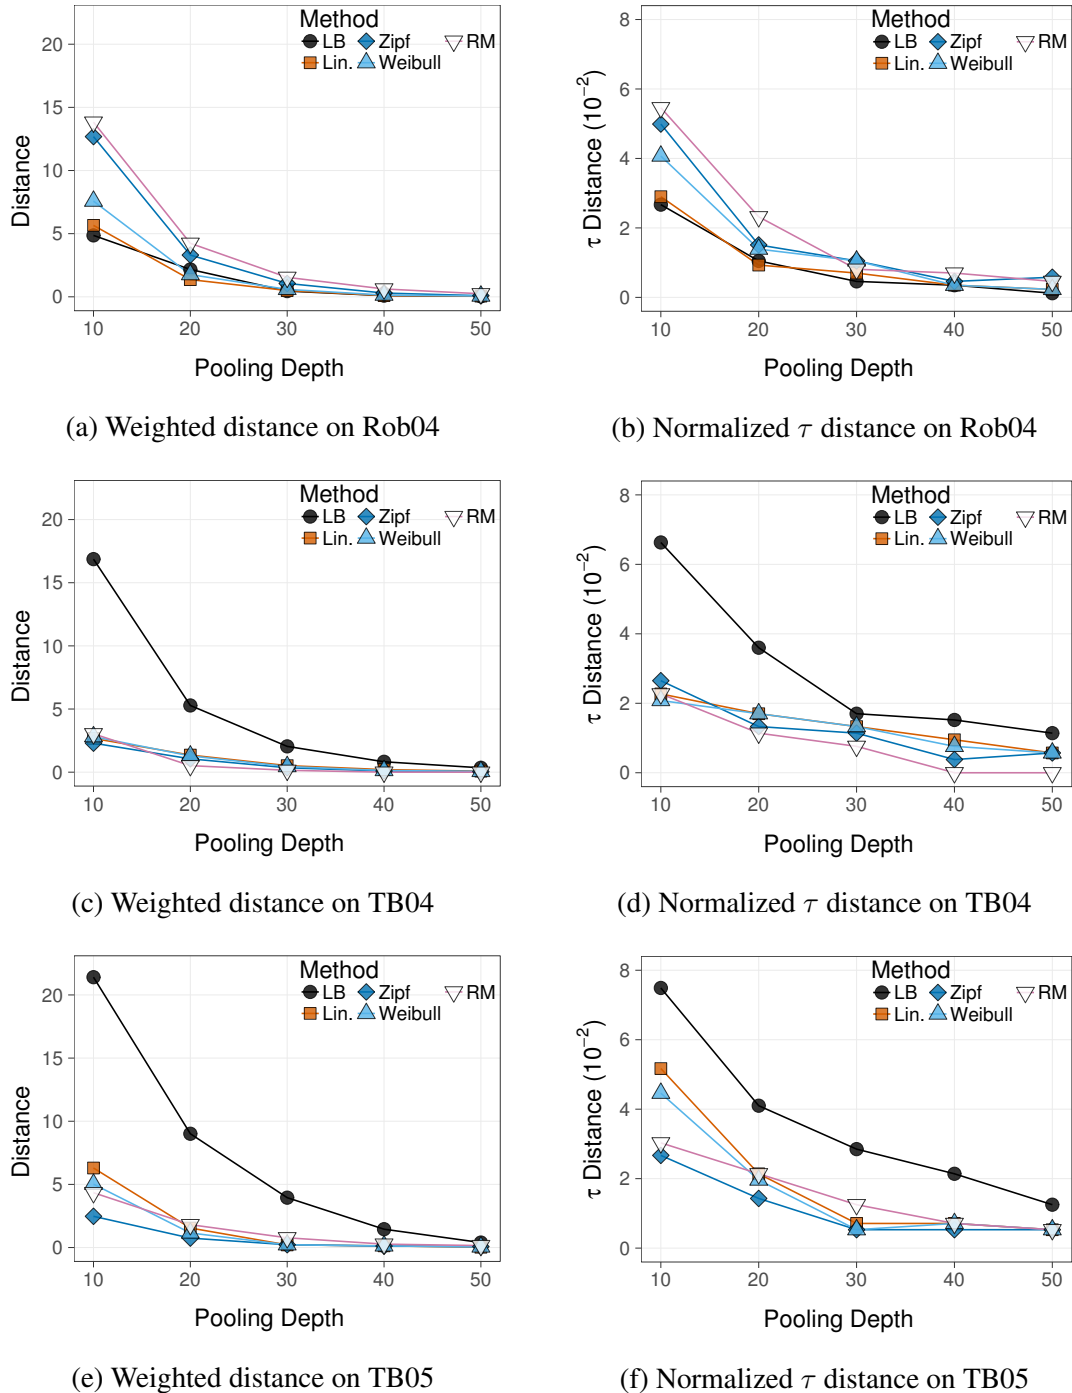 Method
LB Zipf RM
Lin. Weibull
20
15
10
5
0
Distance
10 20 30 40 50
Pooling Depth
(a) Weighted distance on Rob04
Method
LB Zipf RM
Lin. Weibull
8
6
4
2
0
τ Distance (10⁻²)
10 20 30 40 50
Pooling Depth
(b) Normalized τ distance on Rob04
Method
LB Zipf RM
Lin. Weibull
20
15
10
5
0
Distance
10 20 30 40 50
Pooling Depth
(c) Weighted distance on TB04
Method
LB Zipf RM
Lin. Weibull
8
6
4
2
0
τ Distance (10⁻²)
10 20 30 40 50
Pooling Depth
(d) Normalized τ distance on TB04
Method
LB Zipf RM
Lin. Weibull
20
15
10
5
0
Distance
10 20 30 40 50
Pooling Depth
(e) Weighted distance on TB05
Method
LB Zipf RM
Lin. Weibull
8
6
4
2
0
τ Distance (10⁻²)
10 20 30 40 50
Pooling Depth
(f) Normalized τ distance on TB05